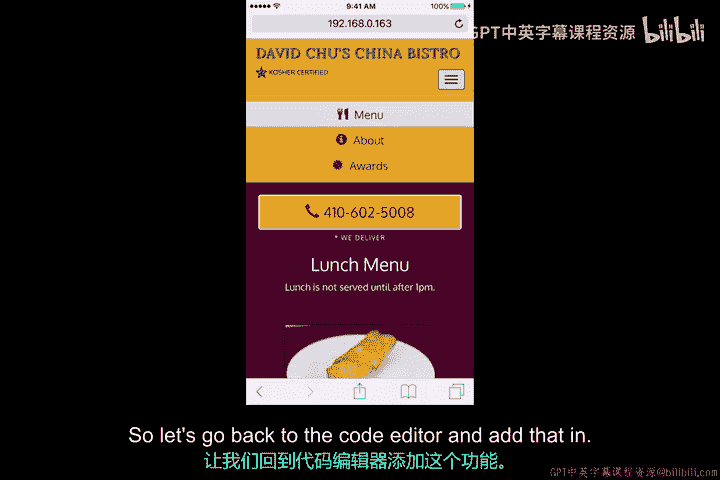 9:41 AM
100%
192.168.0.163
GPT中英字幕课程资源 bilibili
DAVID CHU'S CHINA BISTRO
KOSHER CERTIFIED
Menu
About
Awards
410-602-5008
* WE DELIVER
Lunch Menu
Lunch is not served until after 1pm.
So let's go back to the code editor and add that in.
让我们回到代码编辑器添加这个功能。
GPT中英字幕课程资源@bilibili.com